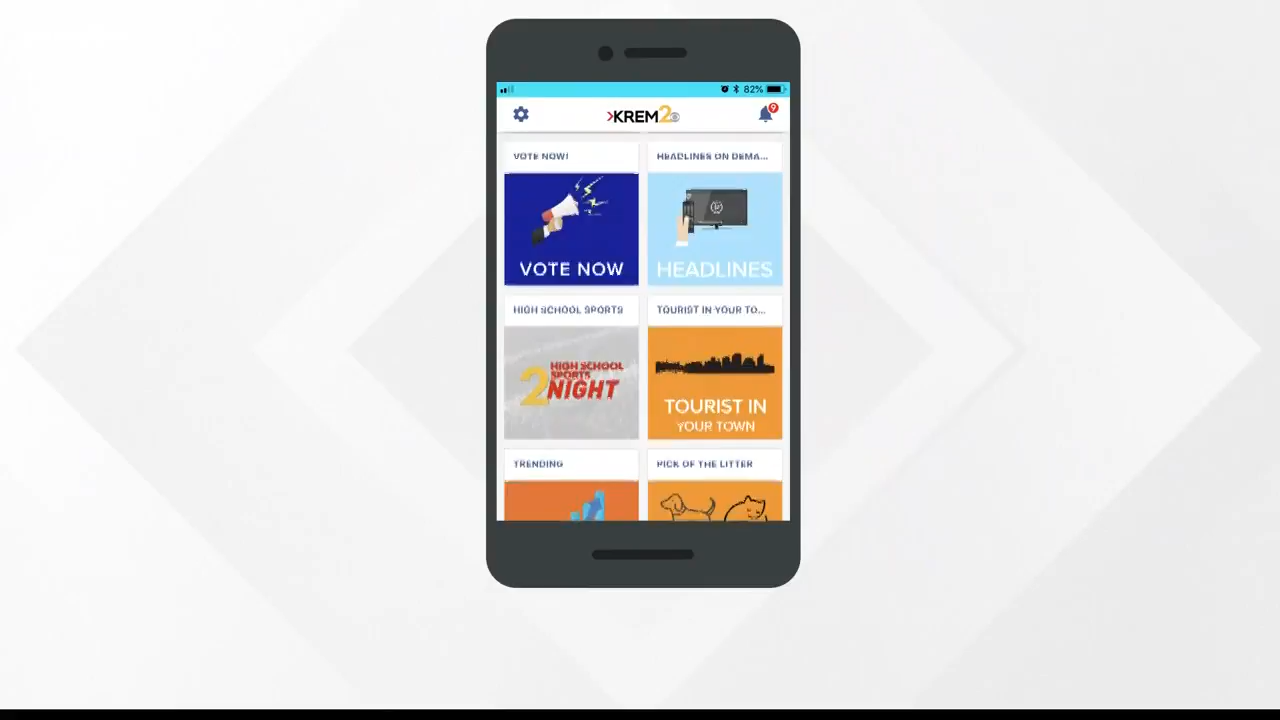 82%
KREM2
9
VOTE NOW!
HEADLINES ON DEMA...
VOTE NOW
HEADLINES
HIGH SCHOOL SPORTS
TOURIST IN YOUR TO...
HIGH SCHOOL
SPORTS
2NIGHT
TOURIST IN
YOUR TOWN
TRENDING
PICK OF THE LITTER